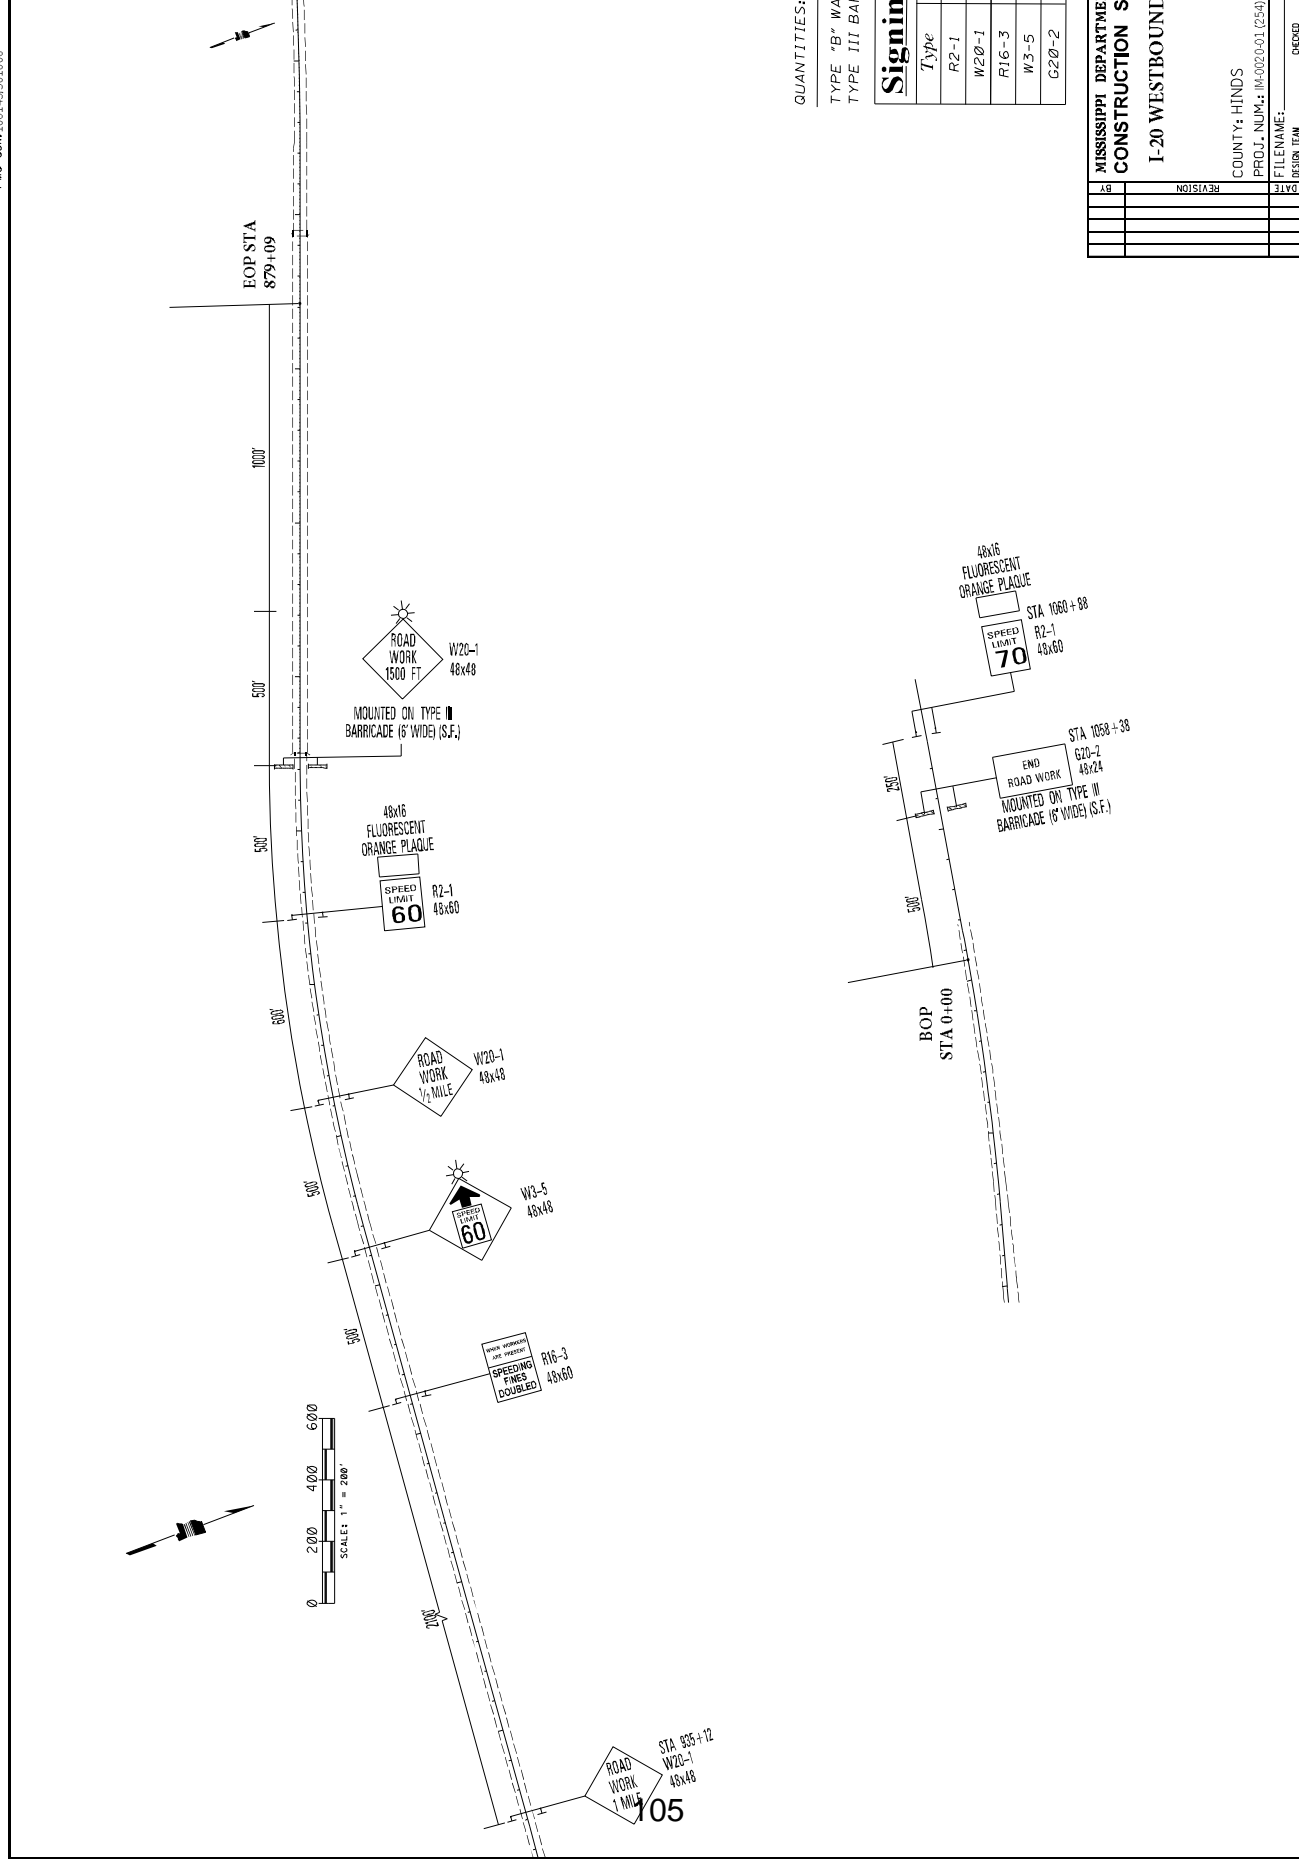 QUANTITIES:
TYPE "B" WA
TYPE III BAR
Signin
Type
R2-1
W20-1
R16-3
W3-5
G20-2
MISSISSIPPI DEPARTME
CONSTRUCTION S
I-20 WESTBOUND
COUNTY: HINDS
PROJ. NUM.: IM-0020-01 (254)
FILENAME:
DESIGN TEAM
CHECKED
BY
REVISION
DATE
EOP STA
879+09
1000'
500'
ROAD
WORK
1500 FT
W20-1
48x48
MOUNTED ON TYPE III
BARRICADE (6' WIDE) (S.F.)
500'
48x16
FLUORESCENT
ORANGE PLAQUE
SPEED
LIMIT
60
R2-1
48x60
600'
ROAD
WORK
1/2 MILE
W20-1
48x48
500'
SPEED
LIMIT
60
W3-5
48x48
500'
WHEN WORKERS
ARE PRESENT
SPEEDING
FINES
DOUBLED
R16-3
48x60
0 200 400 600
SCALE: 1" = 200'
2100'
ROAD
WORK
1 MILE
STA 935+12
W20-1
48x48
48x16
FLUORESCENT
ORANGE PLAQUE
SPEED
LIMIT
70
STA 1060+88
R2-1
48x60
250'
END
ROAD WORK
STA 1058+38
G20-2
48x24
MOUNTED ON TYPE III
BARRICADE (6' WIDE) (S.F.)
500'
BOP
STA 0+00
105